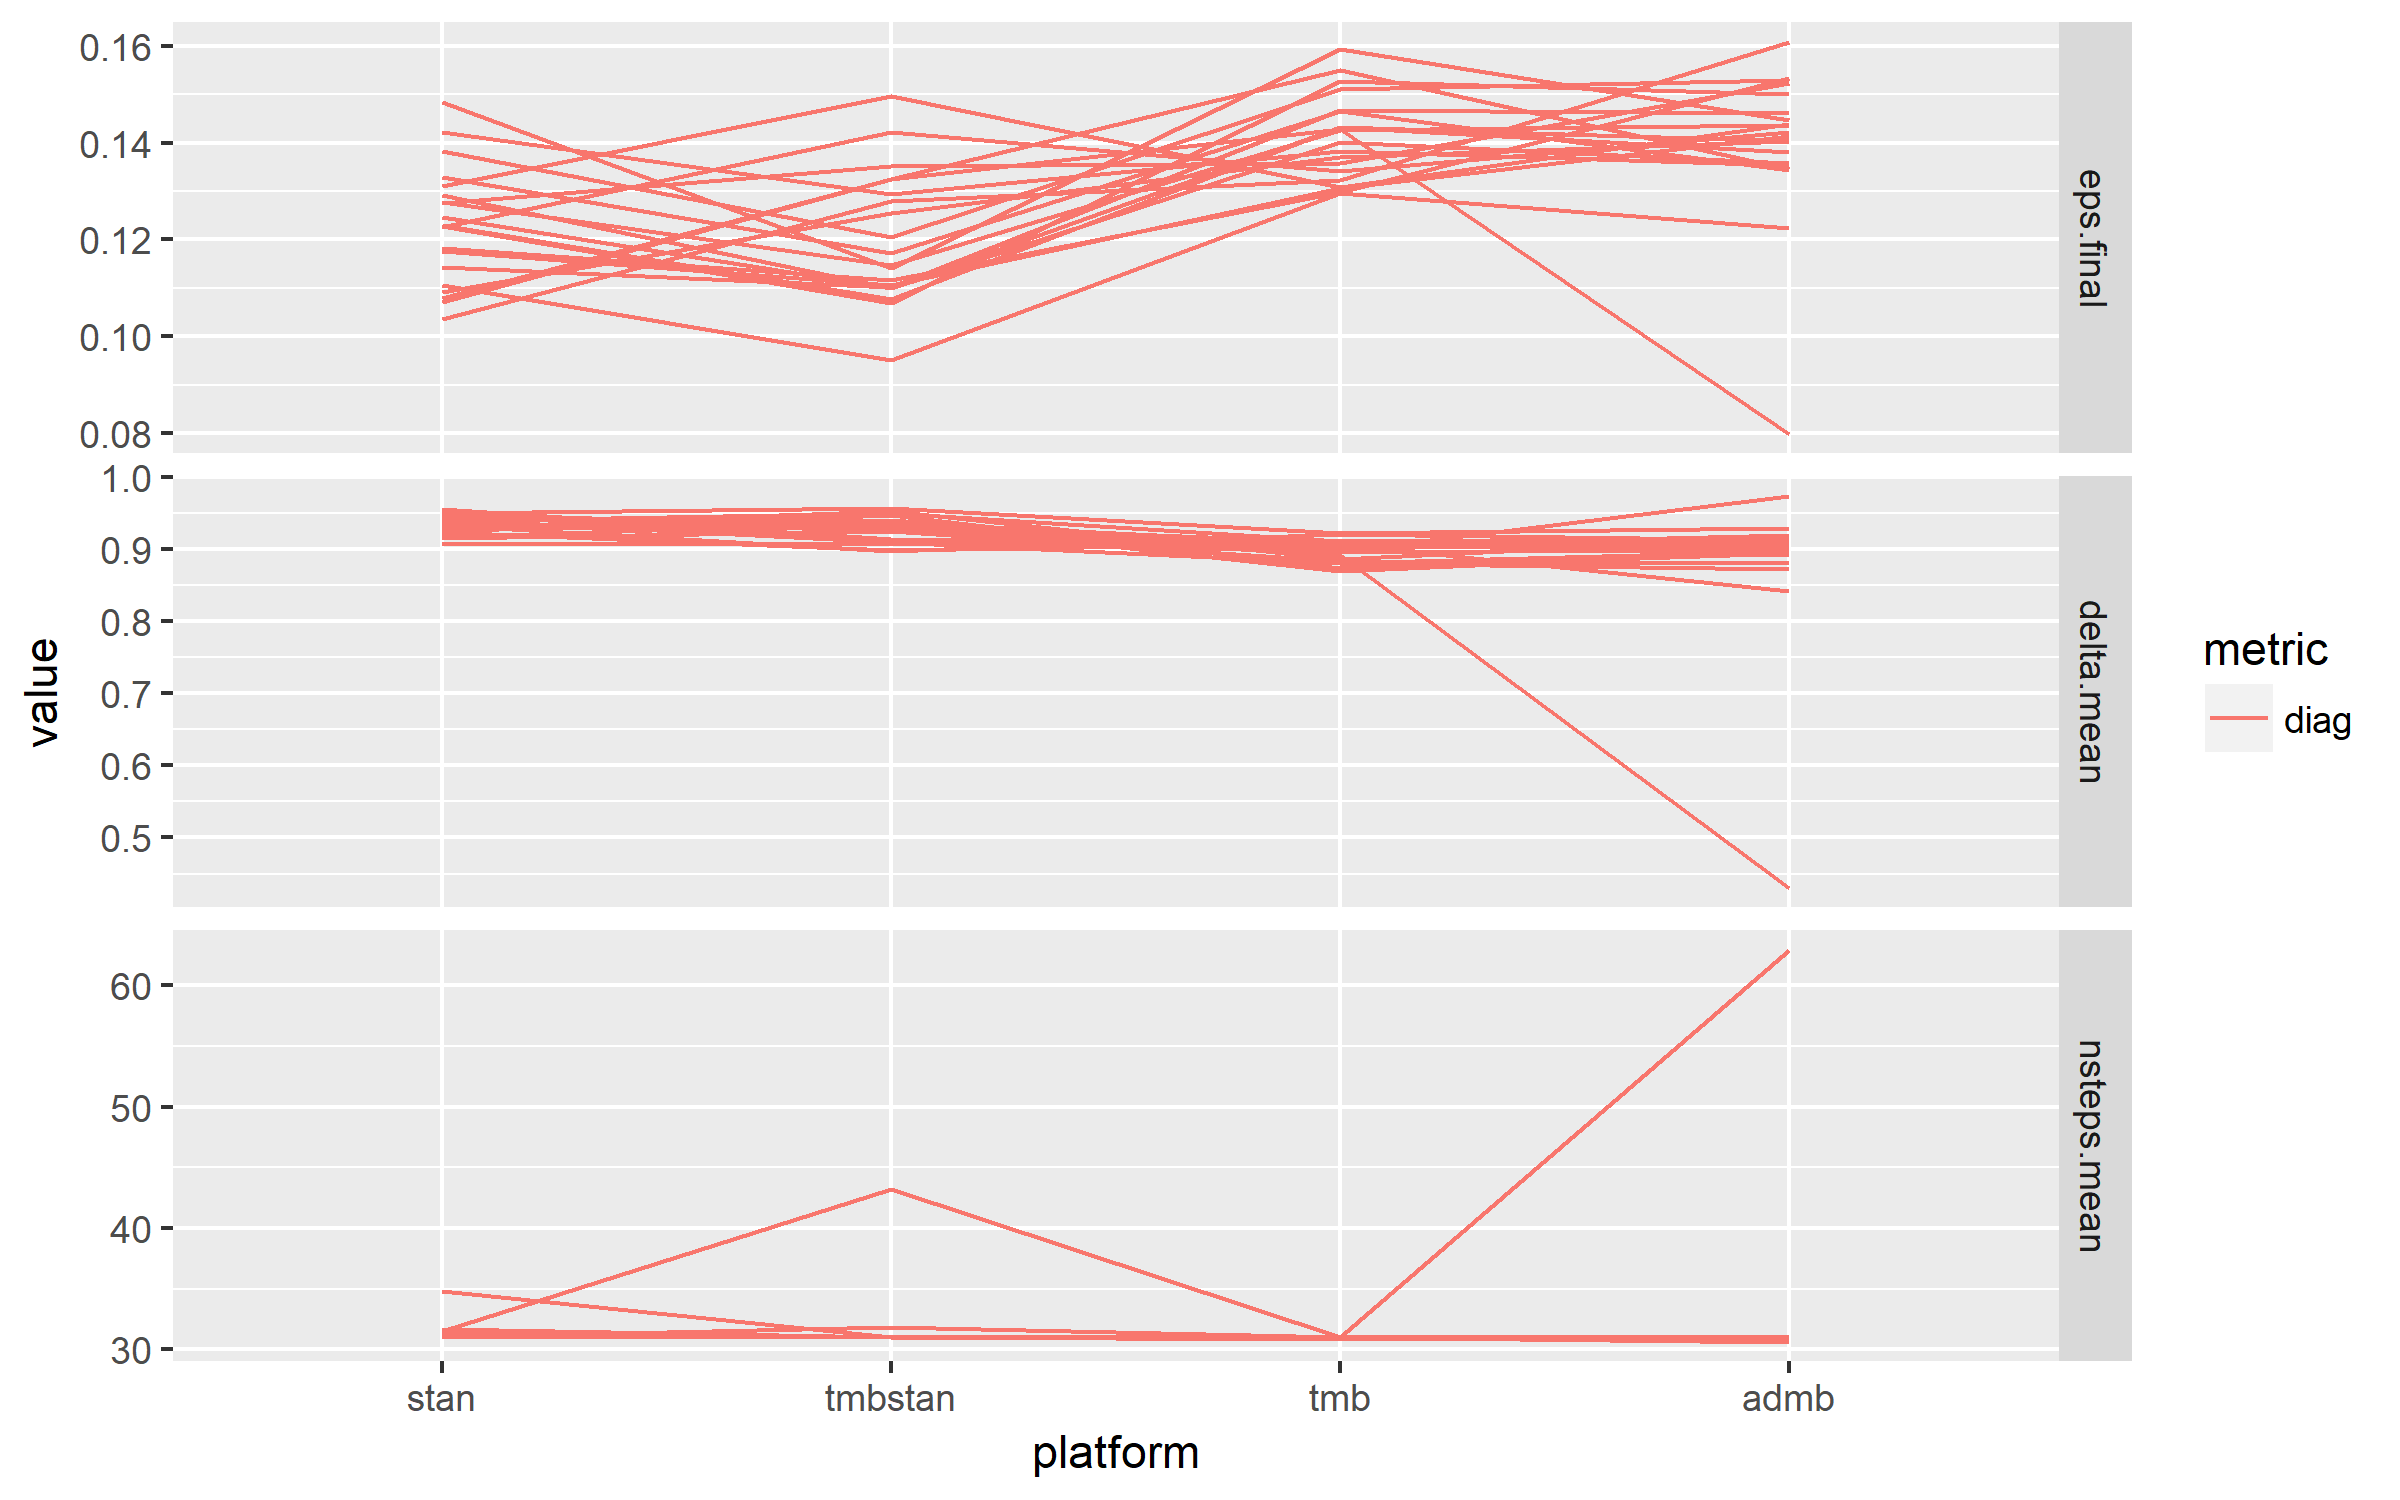 0.16
0.14
0.12
0.10
0.08
eps.final
1.0
0.9
0.8
0.7
0.6
0.5
delta.mean
60
50
40
30
nsteps.mean
value
stan
tmbstan
tmb
admb
platform
metric
diag